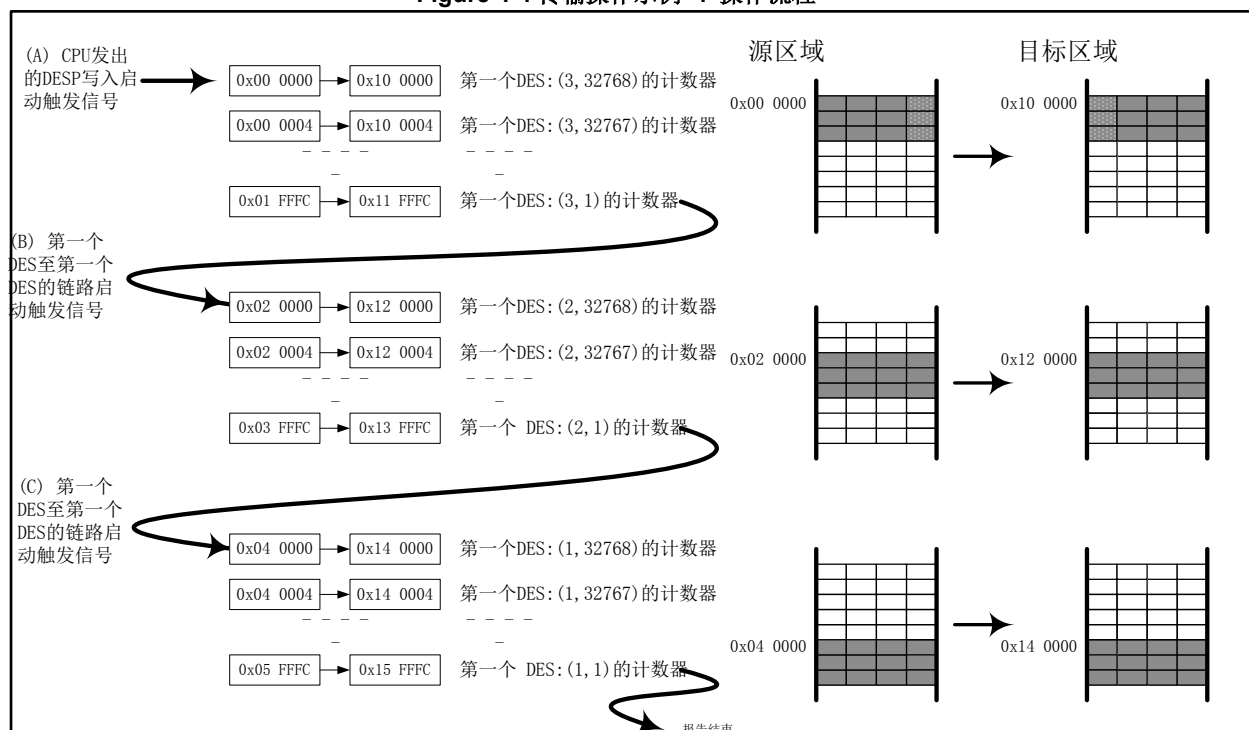 (A) CPU发出
的DESP写入启
动触发信号
0x00 0000
0x10 0000
第一个DES:(3,32768)的计数器
0x00 0004
0x10 0004
第一个DES:(3,32767)的计数器
0x01 FFFC
0x11 FFFC
第一个DES:(3,1)的计数器
源区域
目标区域
0x00 0000
0x10 0000
(B) 第一个
DES至第一个
DES的链路启
动触发信号
0x02 0000
0x12 0000
第一个DES:(2,32768)的计数器
0x02 0004
0x12 0004
第一个DES:(2,32767)的计数器
0x03 FFFC
0x13 FFFC
第一个 DES:(2,1)的计数器
0x02 0000
0x12 0000
(C) 第一个
DES至第一个
DES的链路启
动触发信号
0x04 0000
0x14 0000
第一个DES:(1,32768)的计数器
0x04 0004
0x14 0004
第一个DES:(1,32767)的计数器
0x05 FFFC
0x15 FFFC
第一个 DES:(1,1)的计数器
0x04 0000
0x14 0000
报告结束